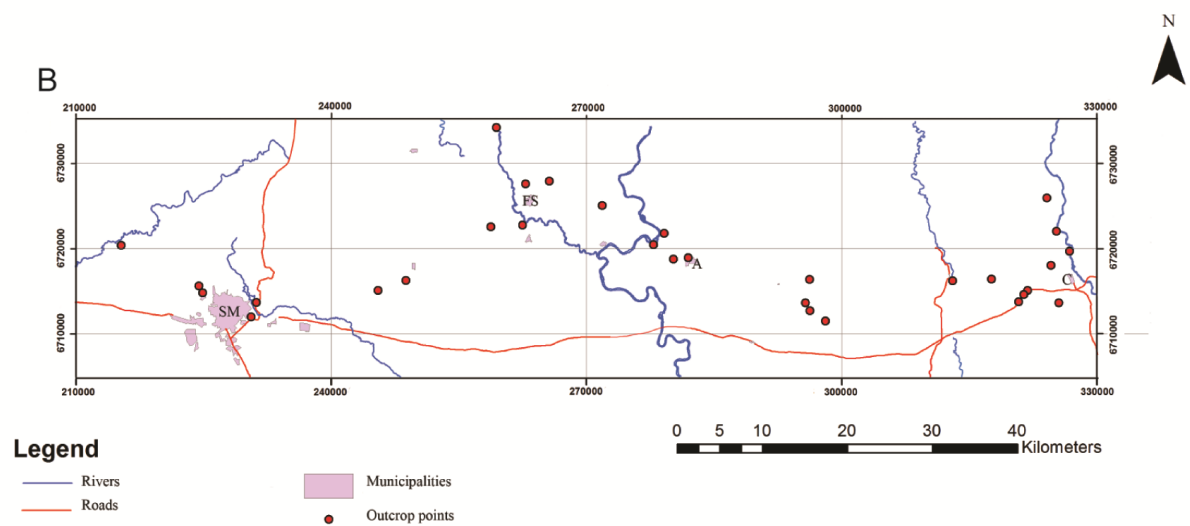 N
B
210000 240000 270000 300000 330000
6730000 6730000
FS
6720000 6720000
A
C
SM
6710000 6710000
210000 240000 270000 300000 330000
0 5 10 20 30 40
Kilometers
Legend
Rivers Municipalities
Roads Outcrop points